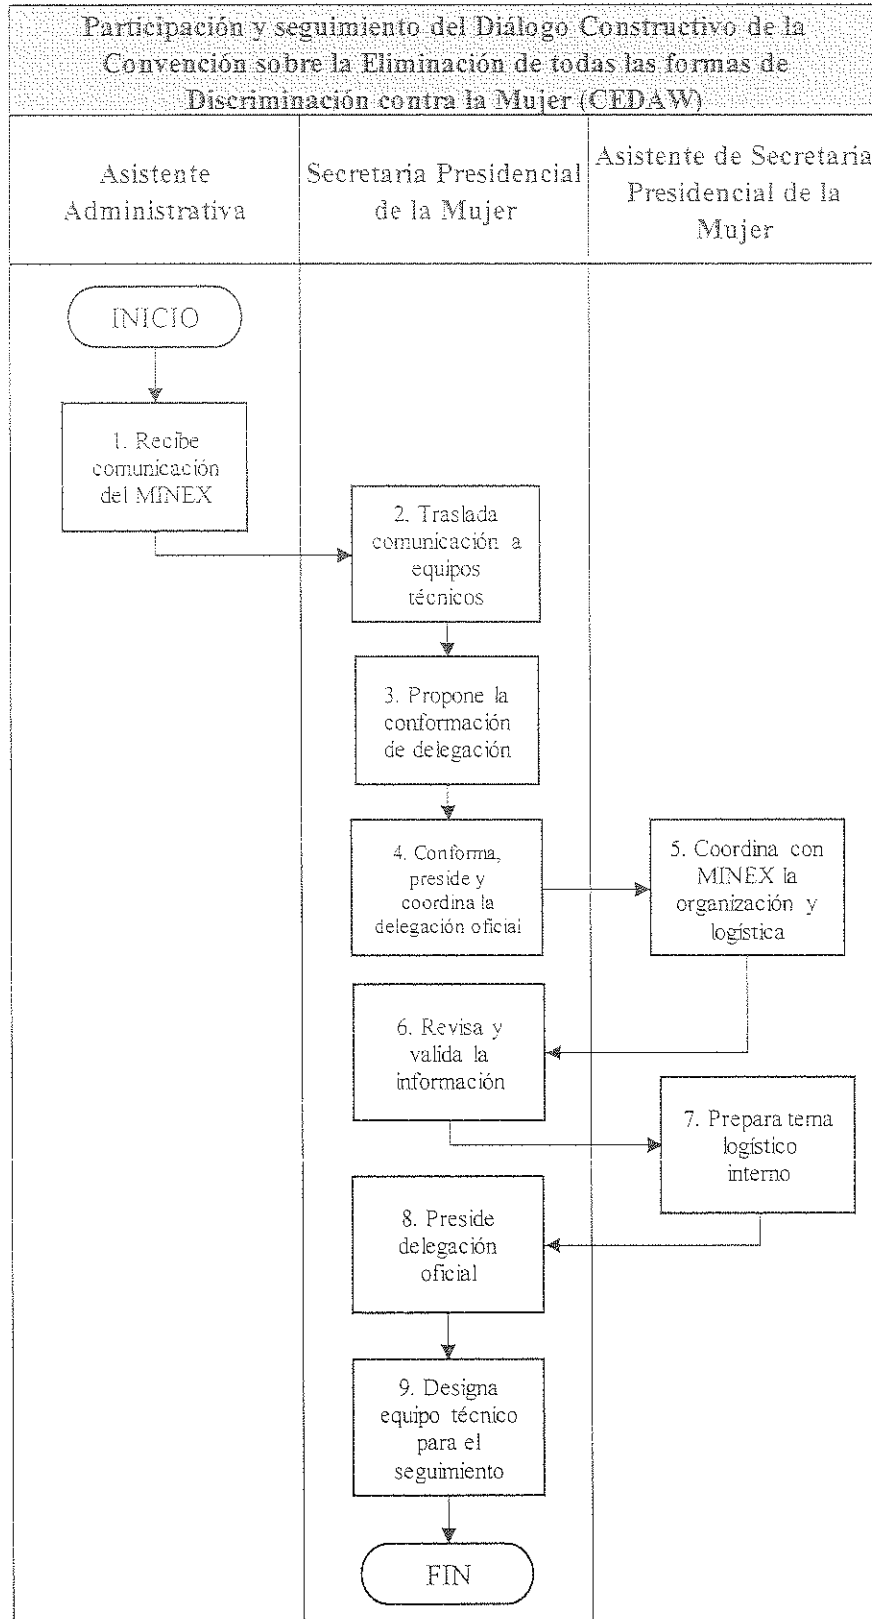 Participación y seguimiento del Diálogo Constructivo de la
Convención sobre la Eliminación de todas las formas de
Discriminación contra la Mujer (CEDAW)
Asistente
Administrativa
Secretaria Presidencial
de la Mujer
Asistente de Secretaria
Presidencial de la
Mujer
INICIO
1. Recibe
comunicación
del MINEX
2. Traslada
comunicación a
equipos
técnicos
3. Propone la
conformación
de delegación
4. Conforma,
preside y
coordina la
delegación oficial
5. Coordina con
MINEX la
organización y
logística
6. Revisa y
valida la
información
7. Prepara tema
logístico
interno
8. Preside
delegación
oficial
9. Designa
equipo técnico
para el
seguimiento
FIN